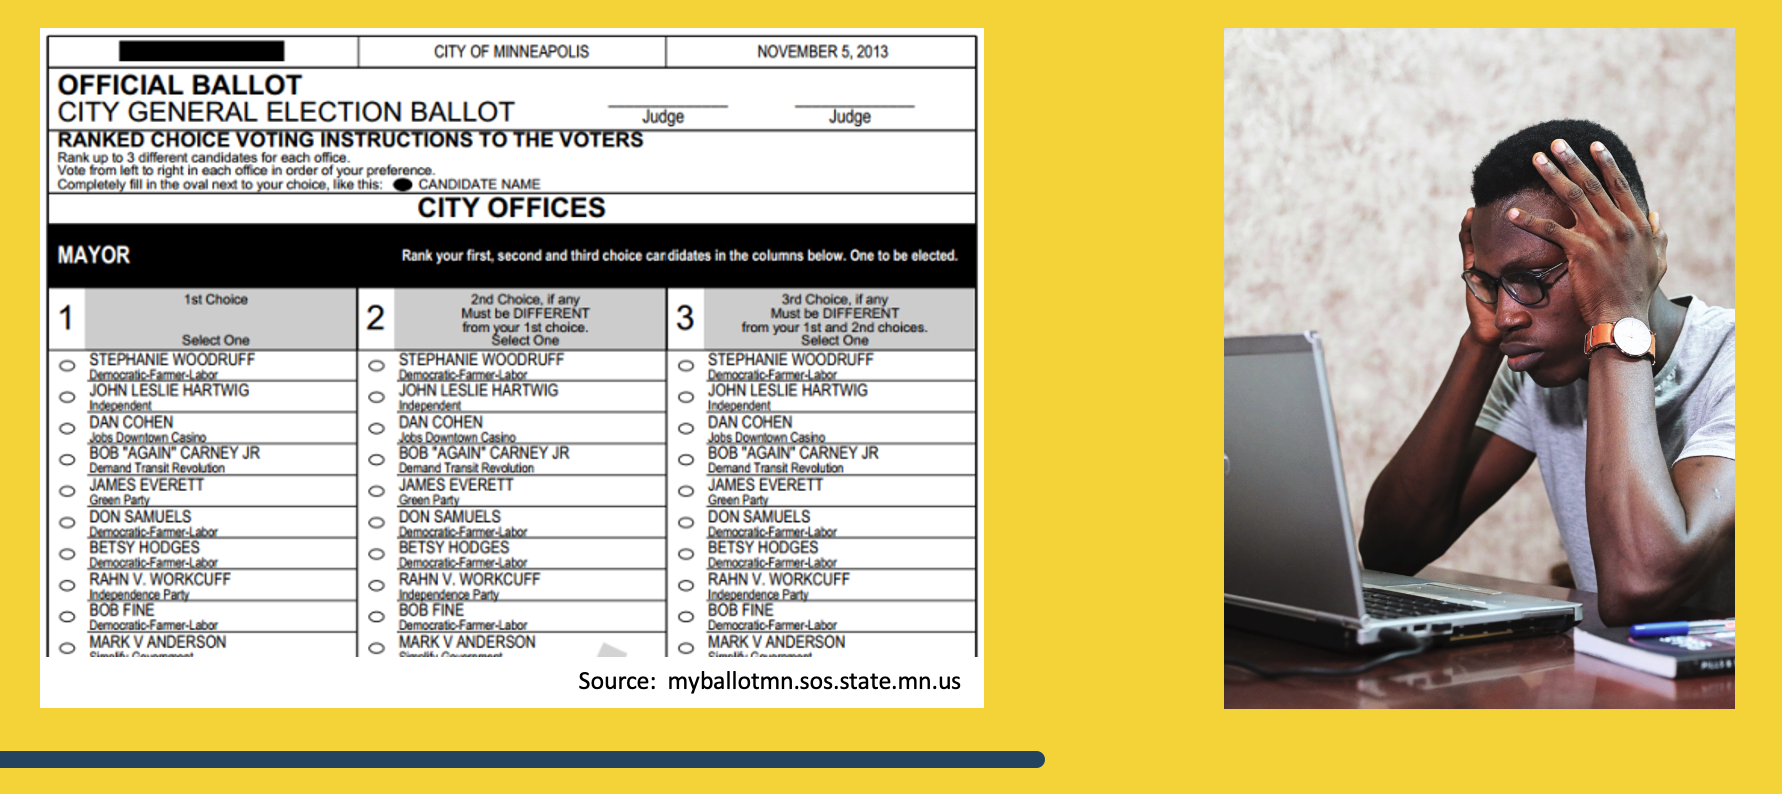 CITY OF MINNEAPOLIS
NOVEMBER 5, 2013
OFFICIAL BALLOT
CITY GENERAL ELECTION BALLOT
Judge
Judge
RANKED CHOICE VOTING INSTRUCTIONS TO THE VOTERS
Rank up to 3 different candidates for each office.
Vote from left to right in each office in order of your preference.
Completely fill in the oval next to your choice, like this: CANDIDATE NAME
CITY OFFICES
MAYOR
Rank your first, second and third choice candidates in the columns below. One to be elected.
1
1st Choice
Select One
STEPHANIE WOODRUFF
Democratic-Farmer-Labor
JOHN LESLIE HARTWIG
Independent
DAN COHEN
Jobs Downtown Casino
BOB "AGAIN" CARNEY JR
Demand Transit Revolution
JAMES EVERETT
Green Party
DON SAMUELS
Democratic-Farmer-Labor
BETSY HODGES
Democratic-Farmer-Labor
RAHN V. WORKCUFF
Independence Party
BOB FINE
Democratic-Farmer-Labor
MARK V ANDERSON
Simplify Government
2
2nd Choice, if any
Must be DIFFERENT
from your 1st choice.
Select One
STEPHANIE WOODRUFF
Democratic-Farmer-Labor
JOHN LESLIE HARTWIG
Independent
DAN COHEN
Jobs Downtown Casino
BOB "AGAIN" CARNEY JR
Demand Transit Revolution
JAMES EVERETT
Green Party
DON SAMUELS
Democratic-Farmer-Labor
BETSY HODGES
Democratic-Farmer-Labor
RAHN V. WORKCUFF
Independence Party
BOB FINE
Democratic-Farmer-Labor
MARK V ANDERSON
Simplify Government
3
3rd Choice, if any
Must be DIFFERENT
from your 1st and 2nd choices.
Select One
STEPHANIE WOODRUFF
Democratic-Farmer-Labor
JOHN LESLIE HARTWIG
Independent
DAN COHEN
Jobs Downtown Casino
BOB "AGAIN" CARNEY JR
Demand Transit Revolution
JAMES EVERETT
Green Party
DON SAMUELS
Democratic-Farmer-Labor
BETSY HODGES
Democratic-Farmer-Labor
RAHN V. WORKCUFF
Independence Party
BOB FINE
Democratic-Farmer-Labor
MARK V ANDERSON
Simplify Government
Source: myballotmn.sos.state.mn.us